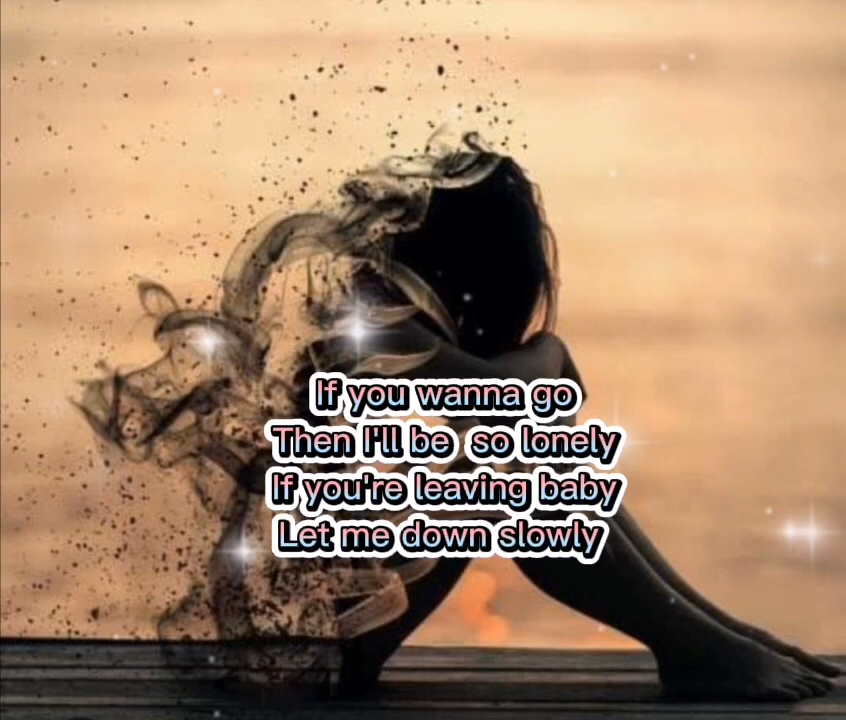 If you wanna go
Then I'll be so lonely
If you're leaving baby
Let me down slowly